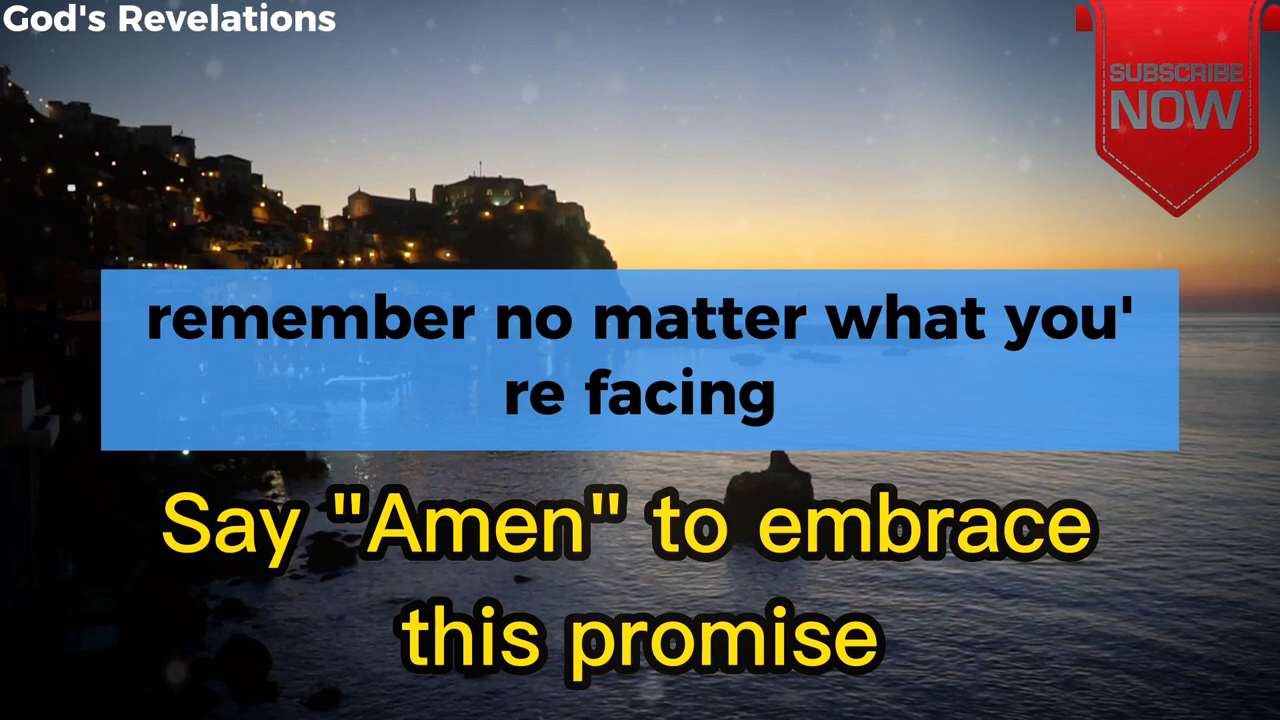 God's Revelations
SUBSCRIBE
NOW
remember no matter what you'
re facing
Say "Amen" to embrace
this promise